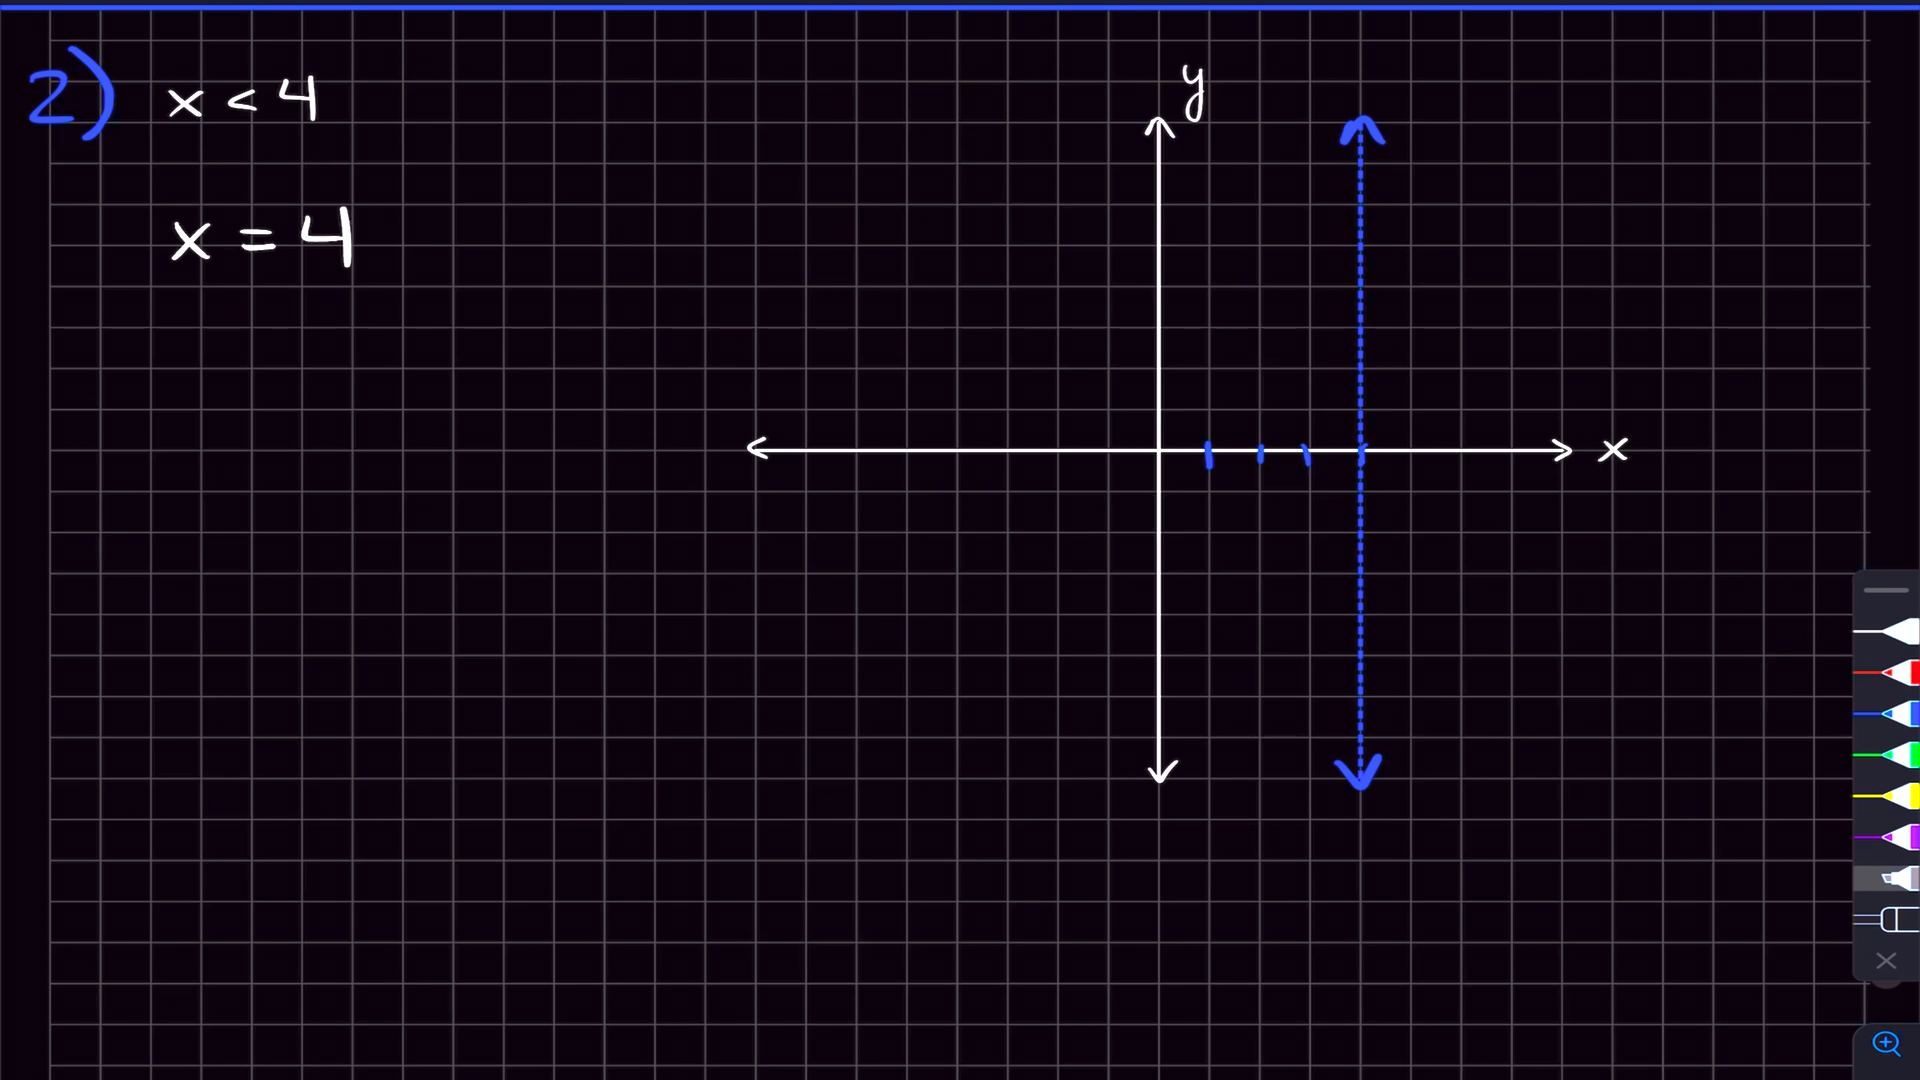 2) x < 4
x = 4
y
x